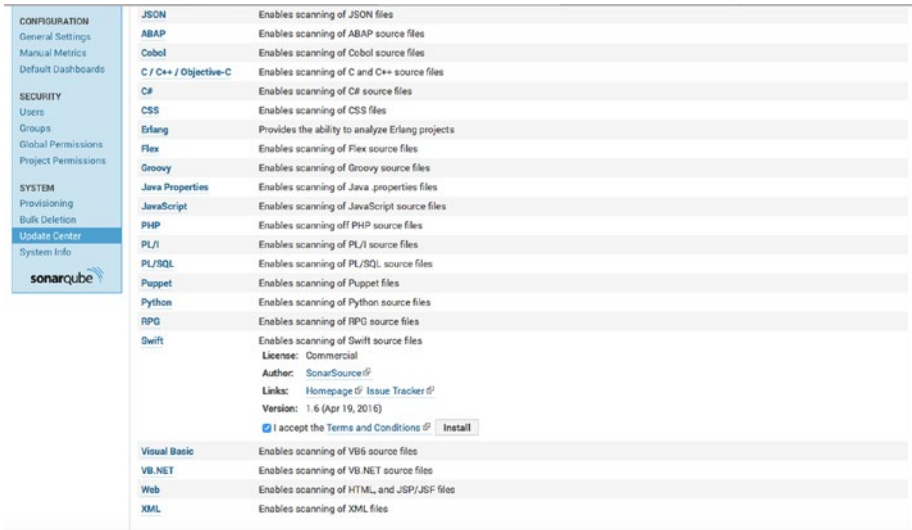 CONFIGURATION
General Settings
Manual Metrics
Default Dashboards
SECURITY
Users
Groups
Global Permissions
Project Permissions
SYSTEM
Provisioning
Bulk Deletion
Update Center
System Info
sonarqube
JSON Enables scanning of JSON files
ABAP Enables scanning of ABAP source files
Cobol Enables scanning of Cobol source files
C / C++ / Objective-C Enables scanning of C and C++ source files
C# Enables scanning of C# source files
CSS Enables scanning of CSS files
Erlang Provides the ability to analyze Erlang projects
Flex Enables scanning of Flex source files
Groovy Enables scanning of Groovy source files
Java Properties Enables scanning of Java .properties files
JavaScript Enables scanning of JavaScript source files
PHP Enables scanning off PHP source files
PL/I Enables scanning of PL/I source files
PL/SQL Enables scanning of PL/SQL source files
Puppet Enables scanning of Puppet files
Python Enables scanning of Python source files
RPG Enables scanning of RPG source files
Swift Enables scanning of Swift source files
License: Commercial
Author: SonarSource
Links: Homepage Issue Tracker
Version: 1.6 (Apr 19, 2016)
I accept the Terms and Conditions Install
Visual Basic Enables scanning of VB6 source files
VB.NET Enables scanning of VB.NET source files
Web Enables scanning of HTML, and JSP/JSF files
XML Enables scanning of XML files